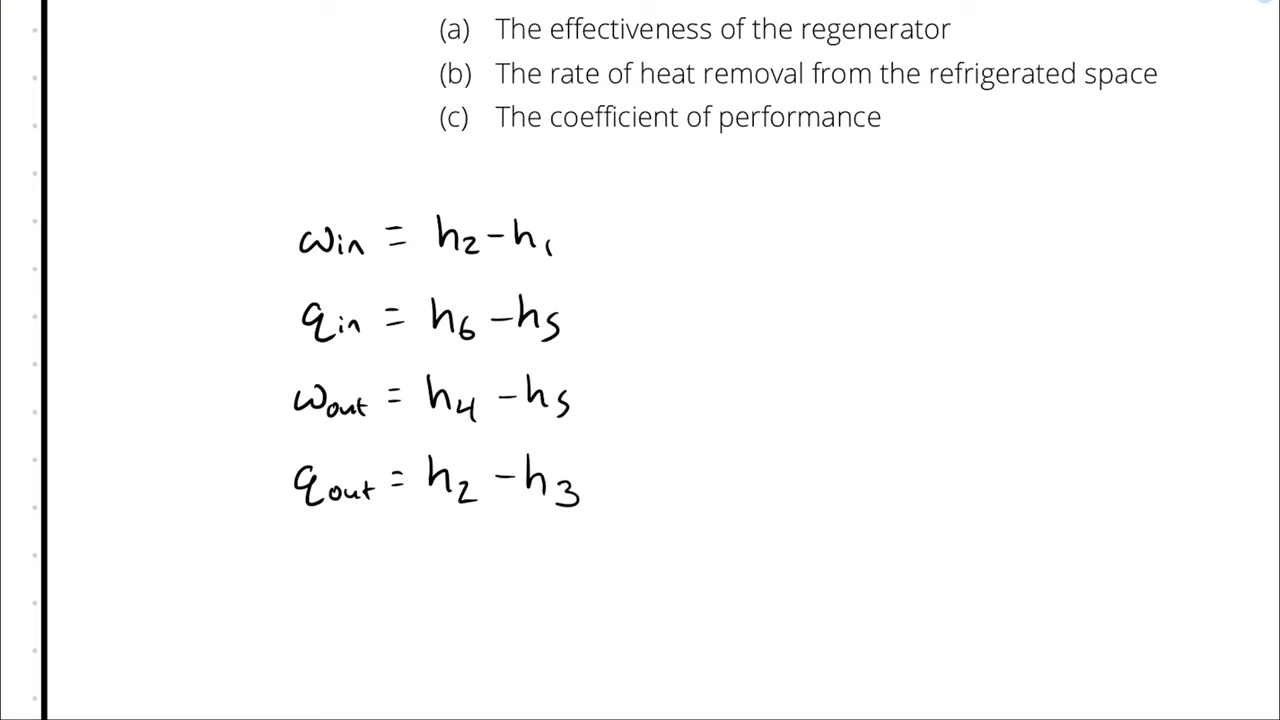 (a) The effectiveness of the regenerator
(b) The rate of heat removal from the refrigerated space
(c) The coefficient of performance
win = h2 - h1
qin = h6 - h5
wout = h4 - h5
qout = h2 - h3